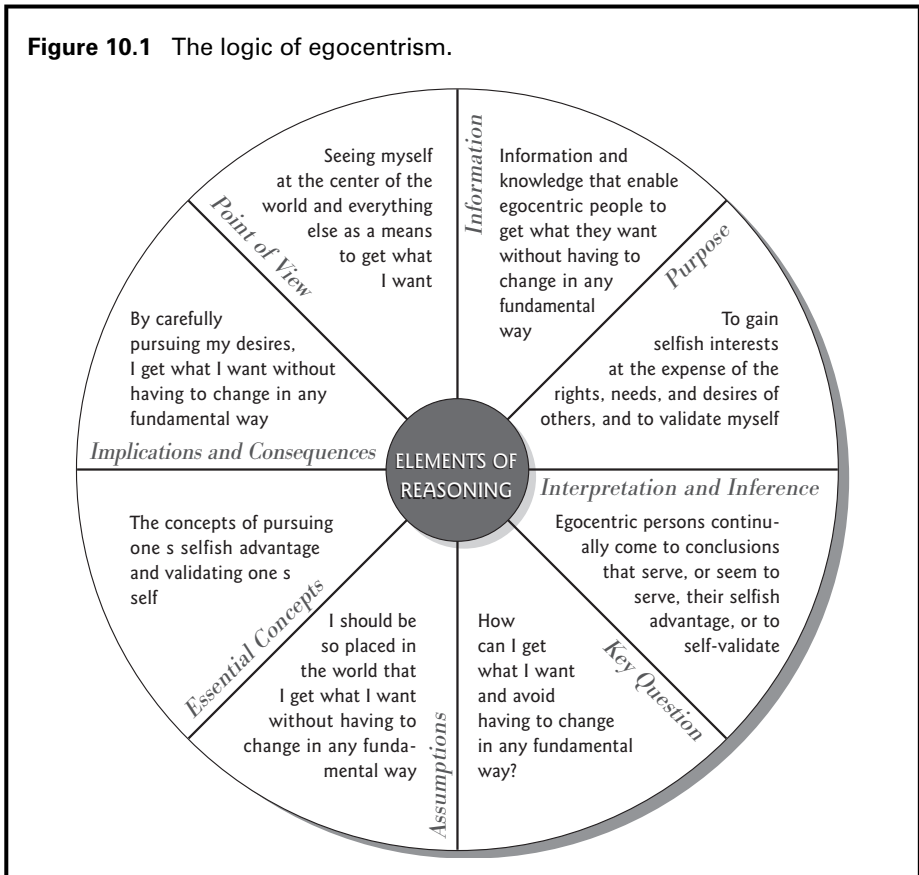 Figure 10.1 The logic of egocentrism.
Point of View
Seeing myself
at the center of the
world and everything
else as a means
to get what
I want
Information
Information and
knowledge that enable
egocentric people to
get what they want
without having to
change in any
fundamental
way
Purpose
To gain
selfish interests
at the expense of the
rights, needs, and desires of
others, and to validate myself
Interpretation and Inference
Egocentric persons continu-
ally come to conclusions
that serve, or seem to
serve, their selfish
advantage, or to
self-validate
Key Question
How
can I get
what I want
and avoid
having to change
in any fundamental
way?
Assumptions
I should be
so placed in
the world that
I get what I want
without having to
change in any funda-
mental way
Essential Concepts
The concepts of pursuing
one s selfish advantage
and validating one s
self
Implications and Consequences
By carefully
pursuing my desires,
I get what I want without
having to change in any
fundamental way
ELEMENTS OF
REASONING